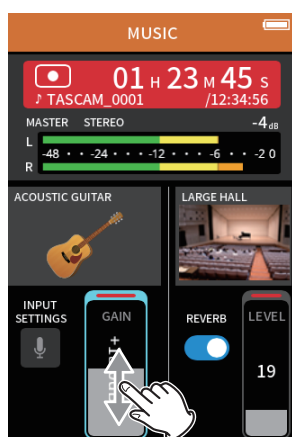 MUSIC
01 H 23 M 45 S
♪ TASCAM_0001 /12:34:56
MASTER STEREO -4dB
L
-48 • • -24 • • • -12 • • • -6 • • -2 0
R
ACOUSTIC GUITAR
LARGE HALL
INPUT
SETTINGS
GAIN
REVERB
LEVEL
19